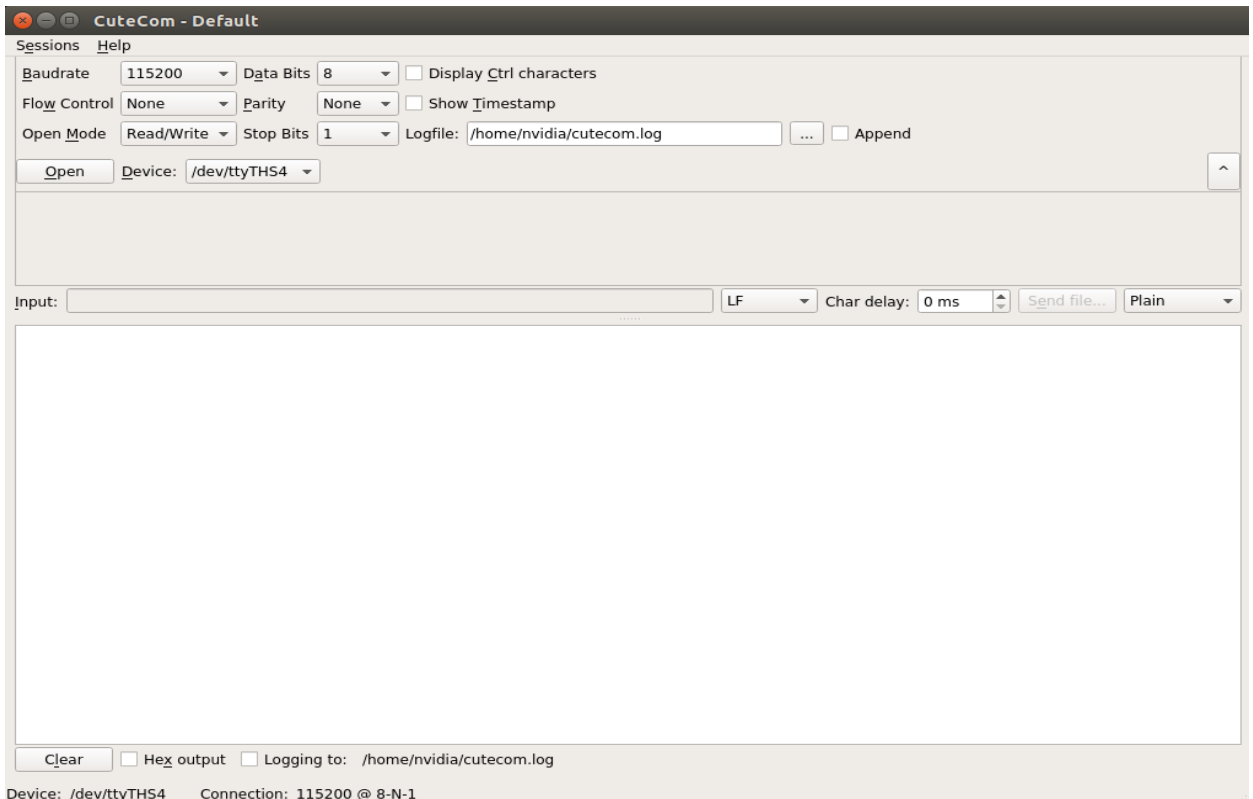 CuteCom - Default
Sessions Help
Baudrate 115200 Data Bits 8 Display Ctrl characters
Flow Control None Parity None Show Timestamp
Open Mode Read/Write Stop Bits 1 Logfile: /home/nvidia/cutecom.log ... Append
Open Device: /dev/ttyTHS4 ^
Input: LF Char delay: 0 ms Send file... Plain
Clear Hex output Logging to: /home/nvidia/cutecom.log
Device: /dev/ttyTHS4 Connection: 115200 @ 8-N-1